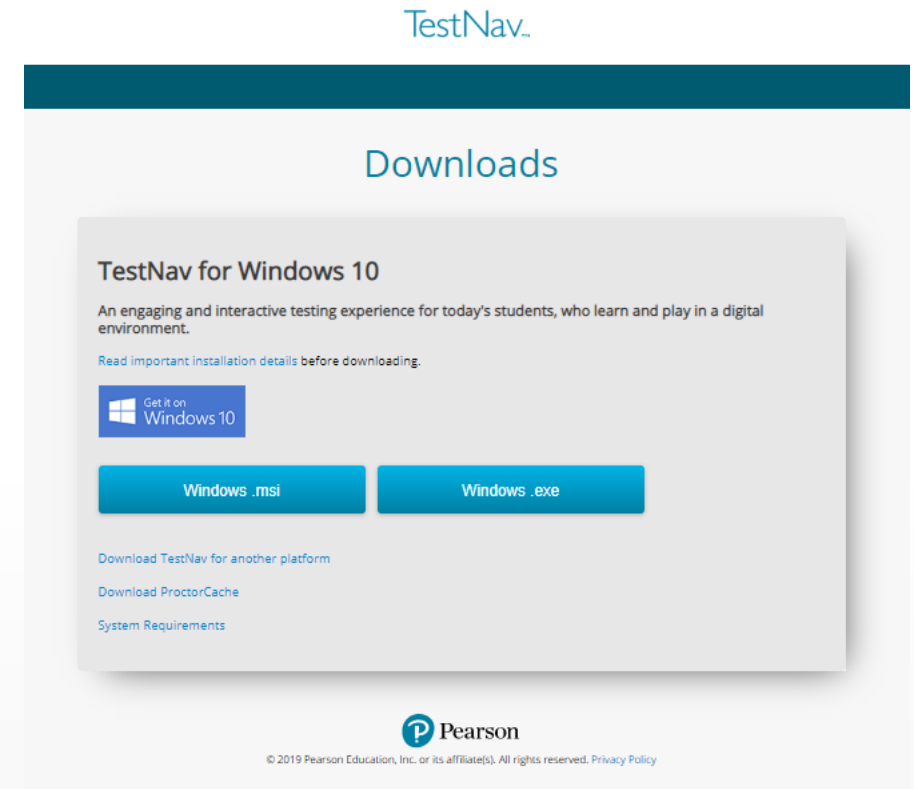 TestNav™
Downloads
TestNav for Windows 10
An engaging and interactive testing experience for today's students, who learn and play in a digital
environment.
Read important installation details before downloading.
Get it on
Windows 10
Windows .msi
Windows .exe
Download TestNav for another platform
Download ProctorCache
System Requirements
Pearson
© 2019 Pearson Education, Inc. or its affiliate(s). All rights reserved. Privacy Policy